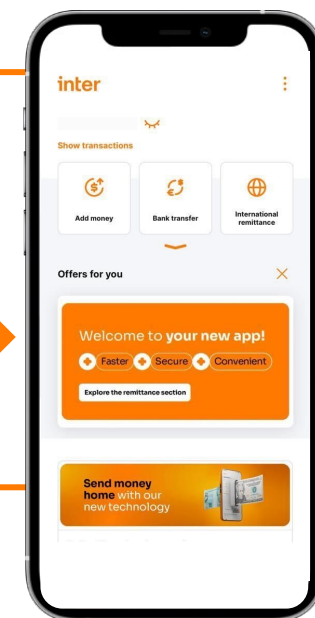 inter
Show transactions
Add money
Bank transfer
International
remittance
Offers for you
Welcome to your new app!
Faster Secure Convenient
Explore the remittance section
Send money
home with our
new technology